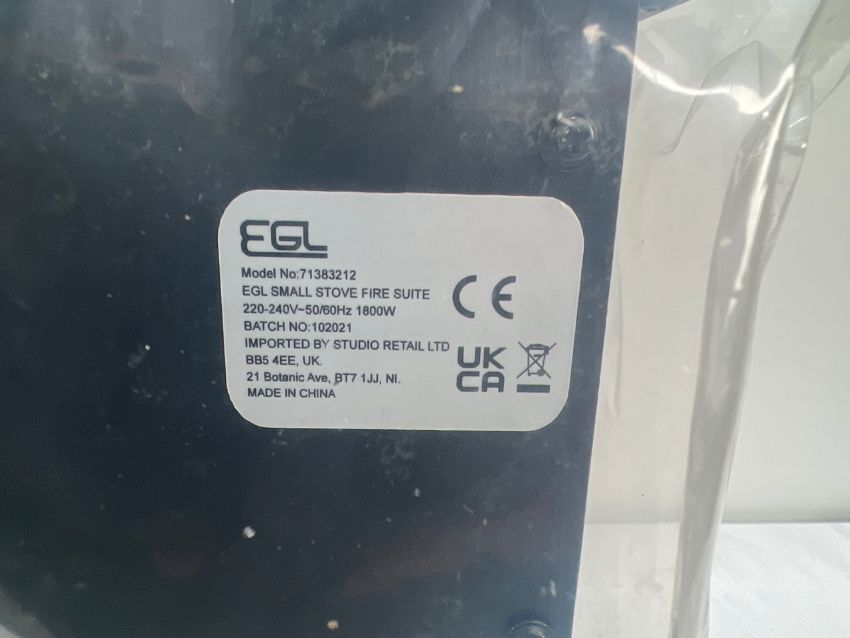 EGL
Model No:71383212
EGL SMALL STOVE FIRE SUITE
220-240V~50/60Hz 1800W
BATCH NO:102021
IMPORTED BY STUDIO RETAIL LTD
BB5 4EE, UK.
21 Botanic Ave, BT7 1JJ, NI.
MADE IN CHINA
CE
UK
CA